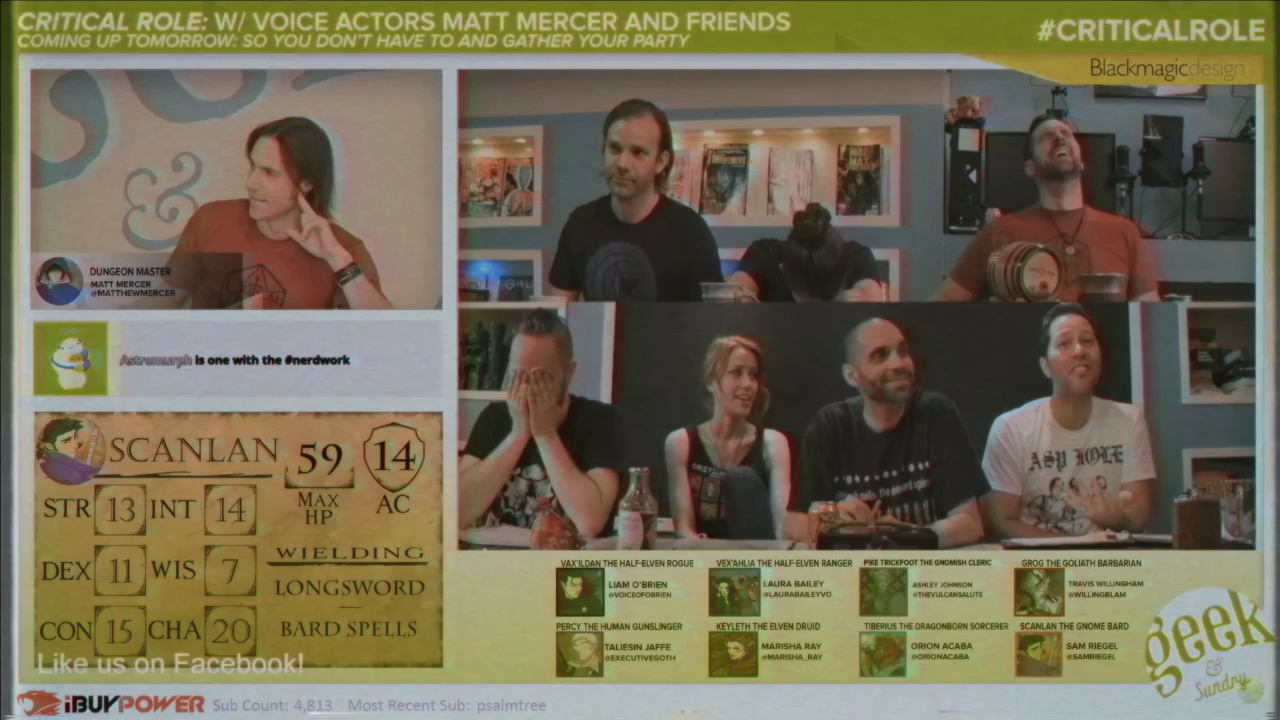 CRITICAL ROLE: W/ VOICE ACTORS MATT MERCER AND FRIENDS
COMING UP TOMORROW: SO YOU DON'T HAVE TO AND GATHER YOUR PARTY
#CRITICALROLE
Blackmagicdesign
&
DUNGEON MASTER
MATT MERCER
@MATTHEWMERCER
Astromurph is one with the #nerdwork
SCANLAN
59
MAX
HP
14
AC
STR 13 INT 14
DEX 11 WIS 7
CON 15 CHA 20
WIELDING
LONGSWORD
BARD SPELLS
Like us on Facebook!
ASP HOLE
VAX'ILDAN THE HALF-ELVEN ROGUE
LIAM O'BRIEN
@VOICEOFOBRIEN
VEX'AHLIA THE HALF-ELVEN RANGER
LAURA BAILEY
@LAURABAILEYVO
PIKE TRICKFOOT THE GNOMISH CLERIC
ASHLEY JOHNSON
@THEVULCANSALUTE
GROG THE GOLIATH BARBARIAN
TRAVIS WILLINGHAM
@WILLINGBLAM
PERCY THE HUMAN GUNSLINGER
TALIESIN JAFFE
@EXECUTIVEGOTH
KEYLETH THE ELVEN DRUID
MARISHA RAY
@MARISHA_RAY
TIBERIUS THE DRAGONBORN SORCERER
ORION ACABA
@ORIONACABA
SCANLAN THE GNOME BARD
SAM RIEGEL
@SAMRIEGEL
geek
&
Sundry
iBUYPOWER
Sub Count: 4,813 Most Recent Sub: psalmtree